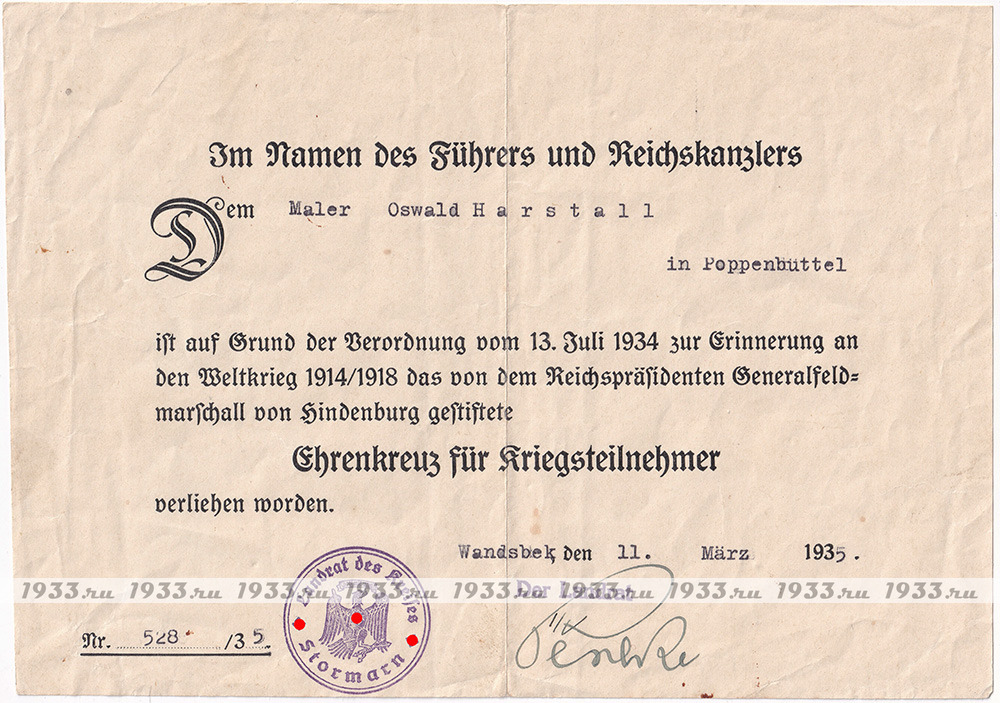 Im Namen des Führers und Reichskanzlers
Dem Maler Oswald Harstall
in Poppenbüttel
ist auf Grund der Verordnung vom 13. Juli 1934 zur Erinnerung an
den Weltkrieg 1914/1918 das von dem Reichspräsidenten Generalfeld-
marschall von Hindenburg gestiftete
Ehrenkreuz für Kriegsteilnehmer
verliehen worden.
Wandsbek, den 11. März 1935.
Der Landrat
Landrat des Kreises
Stormarn
Nr. 528 /35.
1933.ru 1933.ru 1933.ru 1933.ru 1933.ru 1933.ru 1933.ru 1933.ru 1933.ru 1933.ru